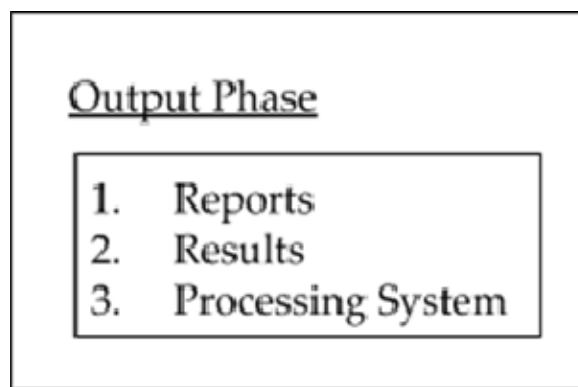 Output Phase
1. Reports
2. Results
3. Processing System